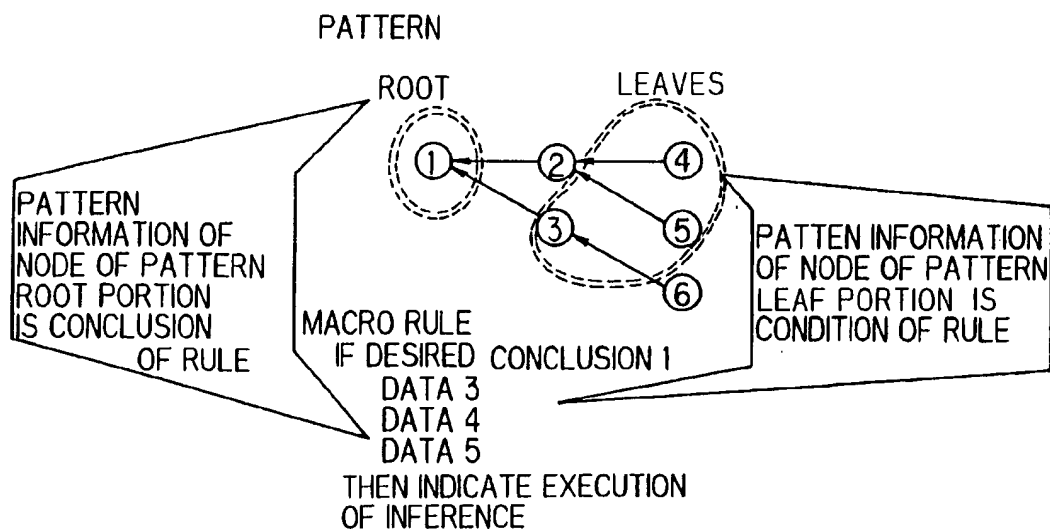 PATTERN
ROOT
LEAVES
1
2
4
3
5
6
PATTERN
INFORMATION OF
NODE OF PATTERN
ROOT PORTION
IS CONCLUSION
OF RULE
PATTEN INFORMATION
OF NODE OF PATTERN
LEAF PORTION IS
CONDITION OF RULE
MACRO RULE
IF DESIRED CONCLUSION 1
DATA 3
DATA 4
DATA 5
THEN INDICATE EXECUTION
OF INFERENCE